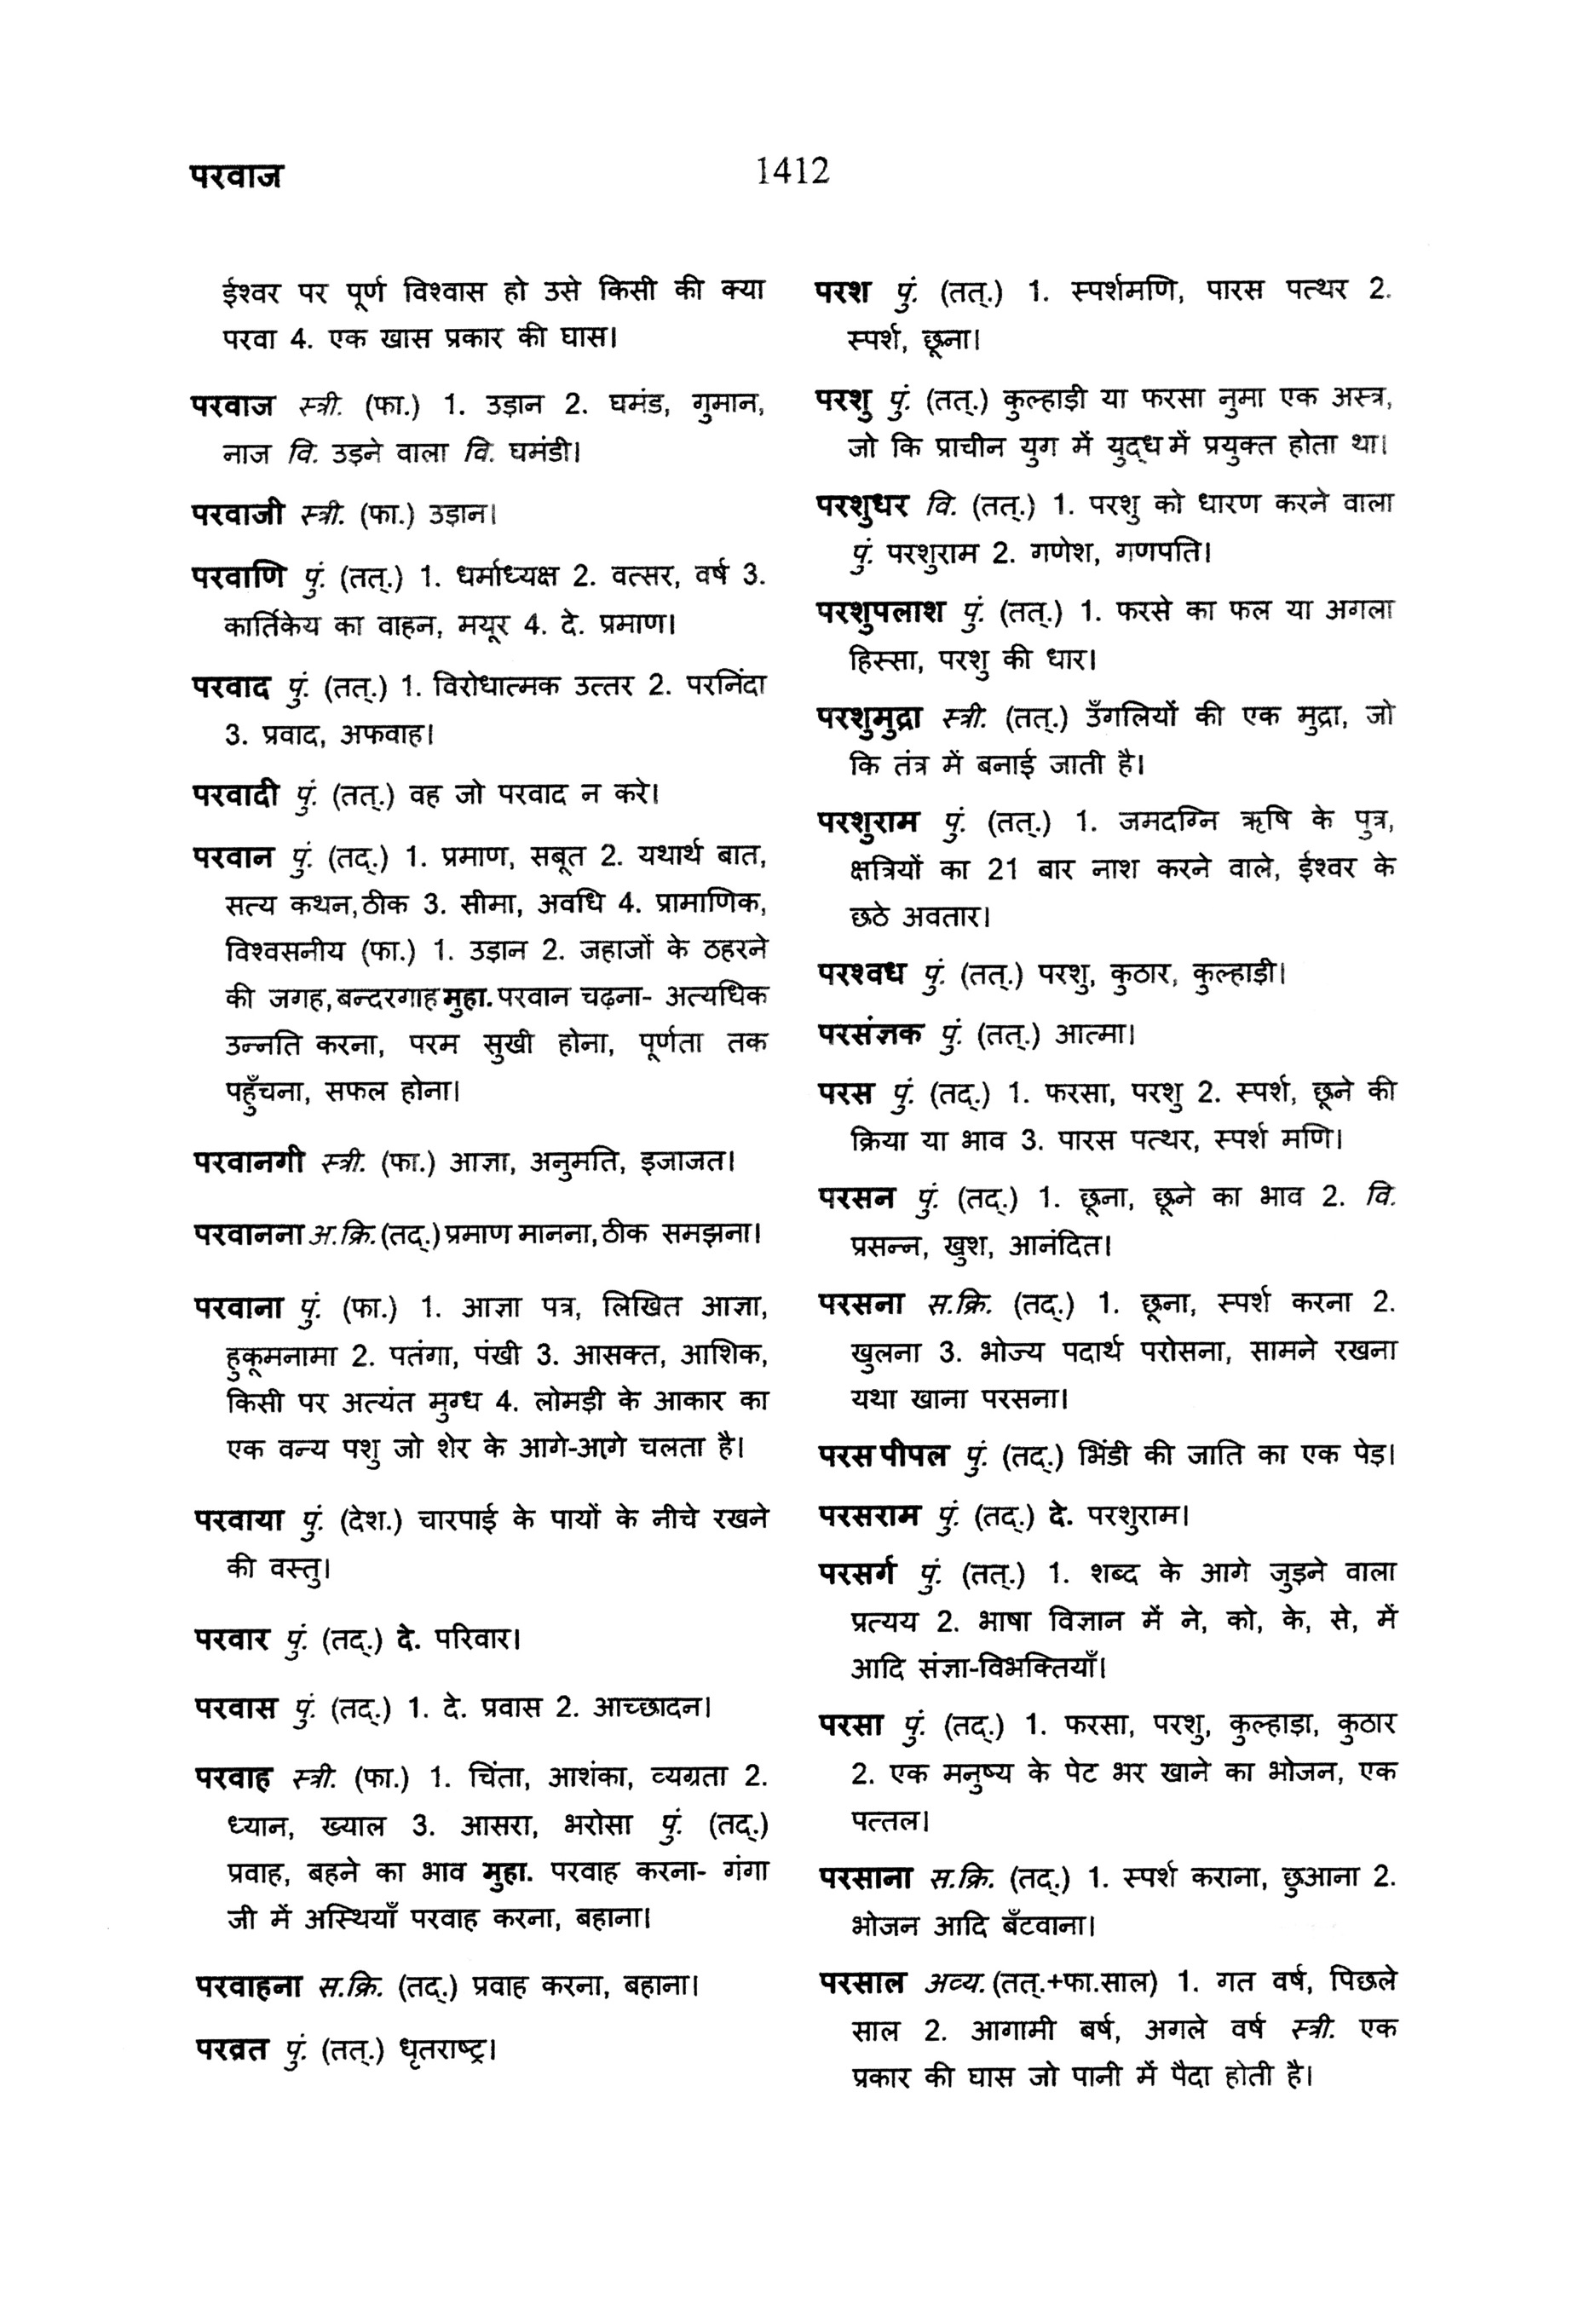 परवाज
1412
ईश्वर पर पूर्ण विश्वास हो उसे किसी की क्या
परवा 4. एक खास प्रकार की घास।
परवाज स्त्री. (फा.) 1. उड़ान 2. घमंड, गुमान,
नाज वि. उड़ने वाला वि. घमंडी।
परवाजी स्त्री. (फा.) उड़ान।
परवाणि पुं. (तत्.) 1. धर्माध्यक्ष 2. वत्सर, वर्ष 3.
कार्तिकेय का वाहन, मयूर 4. दे. प्रमाण।
परवाद पुं. (तत्.) 1. विरोधात्मक उत्तर 2. परनिंदा
3. प्रवाद, अफवाह।
परवादी पुं. (तत्.) वह जो परवाद न करे।
परवान पुं. (तद्.) 1. प्रमाण, सबूत 2. यथार्थ बात,
सत्य कथन, ठीक 3. सीमा, अवधि 4. प्रामाणिक,
विश्वसनीय (फा.) 1. उड़ान 2. जहाजों के ठहरने
की जगह, बन्दरगाह मुहा. परवान चढ़ना- अत्यधिक
उन्नति करना, परम सुखी होना, पूर्णता तक
पहुँचना, सफल होना।
परवानगी स्त्री. (फा.) आज्ञा, अनुमति, इजाजत।
परवानना अ.क्रि. (तद्.) प्रमाण मानना, ठीक समझना।
परवाना पुं. (फा.) 1. आज्ञा पत्र, लिखित आज्ञा,
हुकूमनामा 2. पतंगा, पंखी 3. आसक्त, आशिक,
किसी पर अत्यंत मुग्ध 4. लोमड़ी के आकार का
एक वन्य पशु जो शेर के आगे-आगे चलता है।
परवाया पुं. (देश.) चारपाई के पायों के नीचे रखने
की वस्तु।
परवार पुं. (तद्.) दे. परिवार।
परवास पुं. (तद्.) 1. दे. प्रवास 2. आच्छादन।
परवाह स्त्री. (फा.) 1. चिंता, आशंका, व्यग्रता 2.
ध्यान, ख्याल 3. आसरा, भरोसा पुं. (तद्.)
प्रवाह, बहने का भाव मुहा. परवाह करना- गंगा
जी में अस्थियाँ परवाह करना, बहाना।
परवाहना स.क्रि. (तद्.) प्रवाह करना, बहाना।
परव्रत पुं. (तत्.) धृतराष्ट्र।
परश पुं. (तत्.) 1. स्पर्शमणि, पारस पत्थर 2.
स्पर्श, छूना।
परशु पुं. (तत्.) कुल्हाड़ी या फरसा नुमा एक अस्त्र,
जो कि प्राचीन युग में युद्ध में प्रयुक्त होता था।
परशुधर वि. (तत्.) 1. परशु को धारण करने वाला
पुं. परशुराम 2. गणेश, गणपति।
परशुपलाश पुं. (तत्.) 1. फरसे का फल या अगला
हिस्सा, परशु की धार।
परशुमुद्रा स्त्री. (तत्.) उँगलियों की एक मुद्रा, जो
कि तंत्र में बनाई जाती है।
परशुराम पुं. (तत्.) 1. जमदग्नि ऋषि के पुत्र,
क्षत्रियों का 21 बार नाश करने वाले, ईश्वर के
छठे अवतार।
परश्वध पुं. (तत्.) परशु, कुठार, कुल्हाड़ी।
परसंज्ञक पुं. (तत्.) आत्मा।
परस पुं. (तद्.) 1. फरसा, परशु 2. स्पर्श, छूने की
क्रिया या भाव 3. पारस पत्थर, स्पर्श मणि।
परसन पुं. (तद्.) 1. छूना, छूने का भाव 2. वि.
प्रसन्न, खुश, आनंदित।
परसना स.क्रि. (तद्.) 1. छूना, स्पर्श करना 2.
खुलना 3. भोज्य पदार्थ परोसना, सामने रखना
यथा खाना परसना।
परस पीपल पुं. (तद्.) भिंडी की जाति का एक पेड़।
परसराम पुं. (तद्.) दे. परशुराम।
परसर्ग पुं. (तत्.) 1. शब्द के आगे जुड़ने वाला
प्रत्यय 2. भाषा विज्ञान में ने, को, के, से, में
आदि संज्ञा-विभक्तियाँ।
परसा पुं. (तद्.) 1. फरसा, परशु, कुल्हाड़ा, कुठार
2. एक मनुष्य के पेट भर खाने का भोजन, एक
पत्तल।
परसाना स.क्रि. (तद्.) 1. स्पर्श कराना, छुआना 2.
भोजन आदि बँटवाना।
परसाल अव्य. (तत्.+फा.साल) 1. गत वर्ष, पिछले
साल 2. आगामी बर्ष, अगले वर्ष स्त्री. एक
प्रकार की घास जो पानी में पैदा होती है।